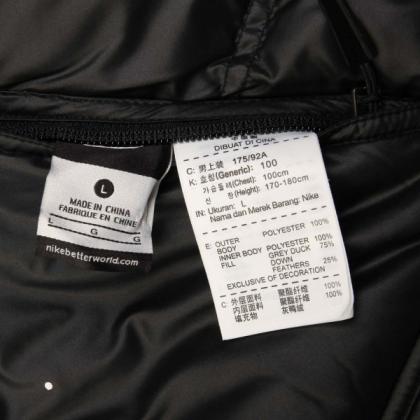 L
MADE IN CHINA
FABRIQUE EN CHINE
L G G
nikebetterworld.com
DIBUAT DI CINA
C: 男上装 175/92A
K: 호칭(Generic): 100
가슴둘레(Chest): 100cm
신 장(Height): 170-180cm
IN: Ukuran: L
Nama dan Merek Barang: Nike
E: OUTER
BODY POLYESTER 100%
INNER BODY POLYESTER 100%
FILL GREY DUCK 75%
DOWN
FEATHERS 25%
EXCLUSIVE OF DECORATION
C: 外层面料 聚酯纤维 100%
内层面料 聚酯纤维 100%
填充物 灰鸭绒